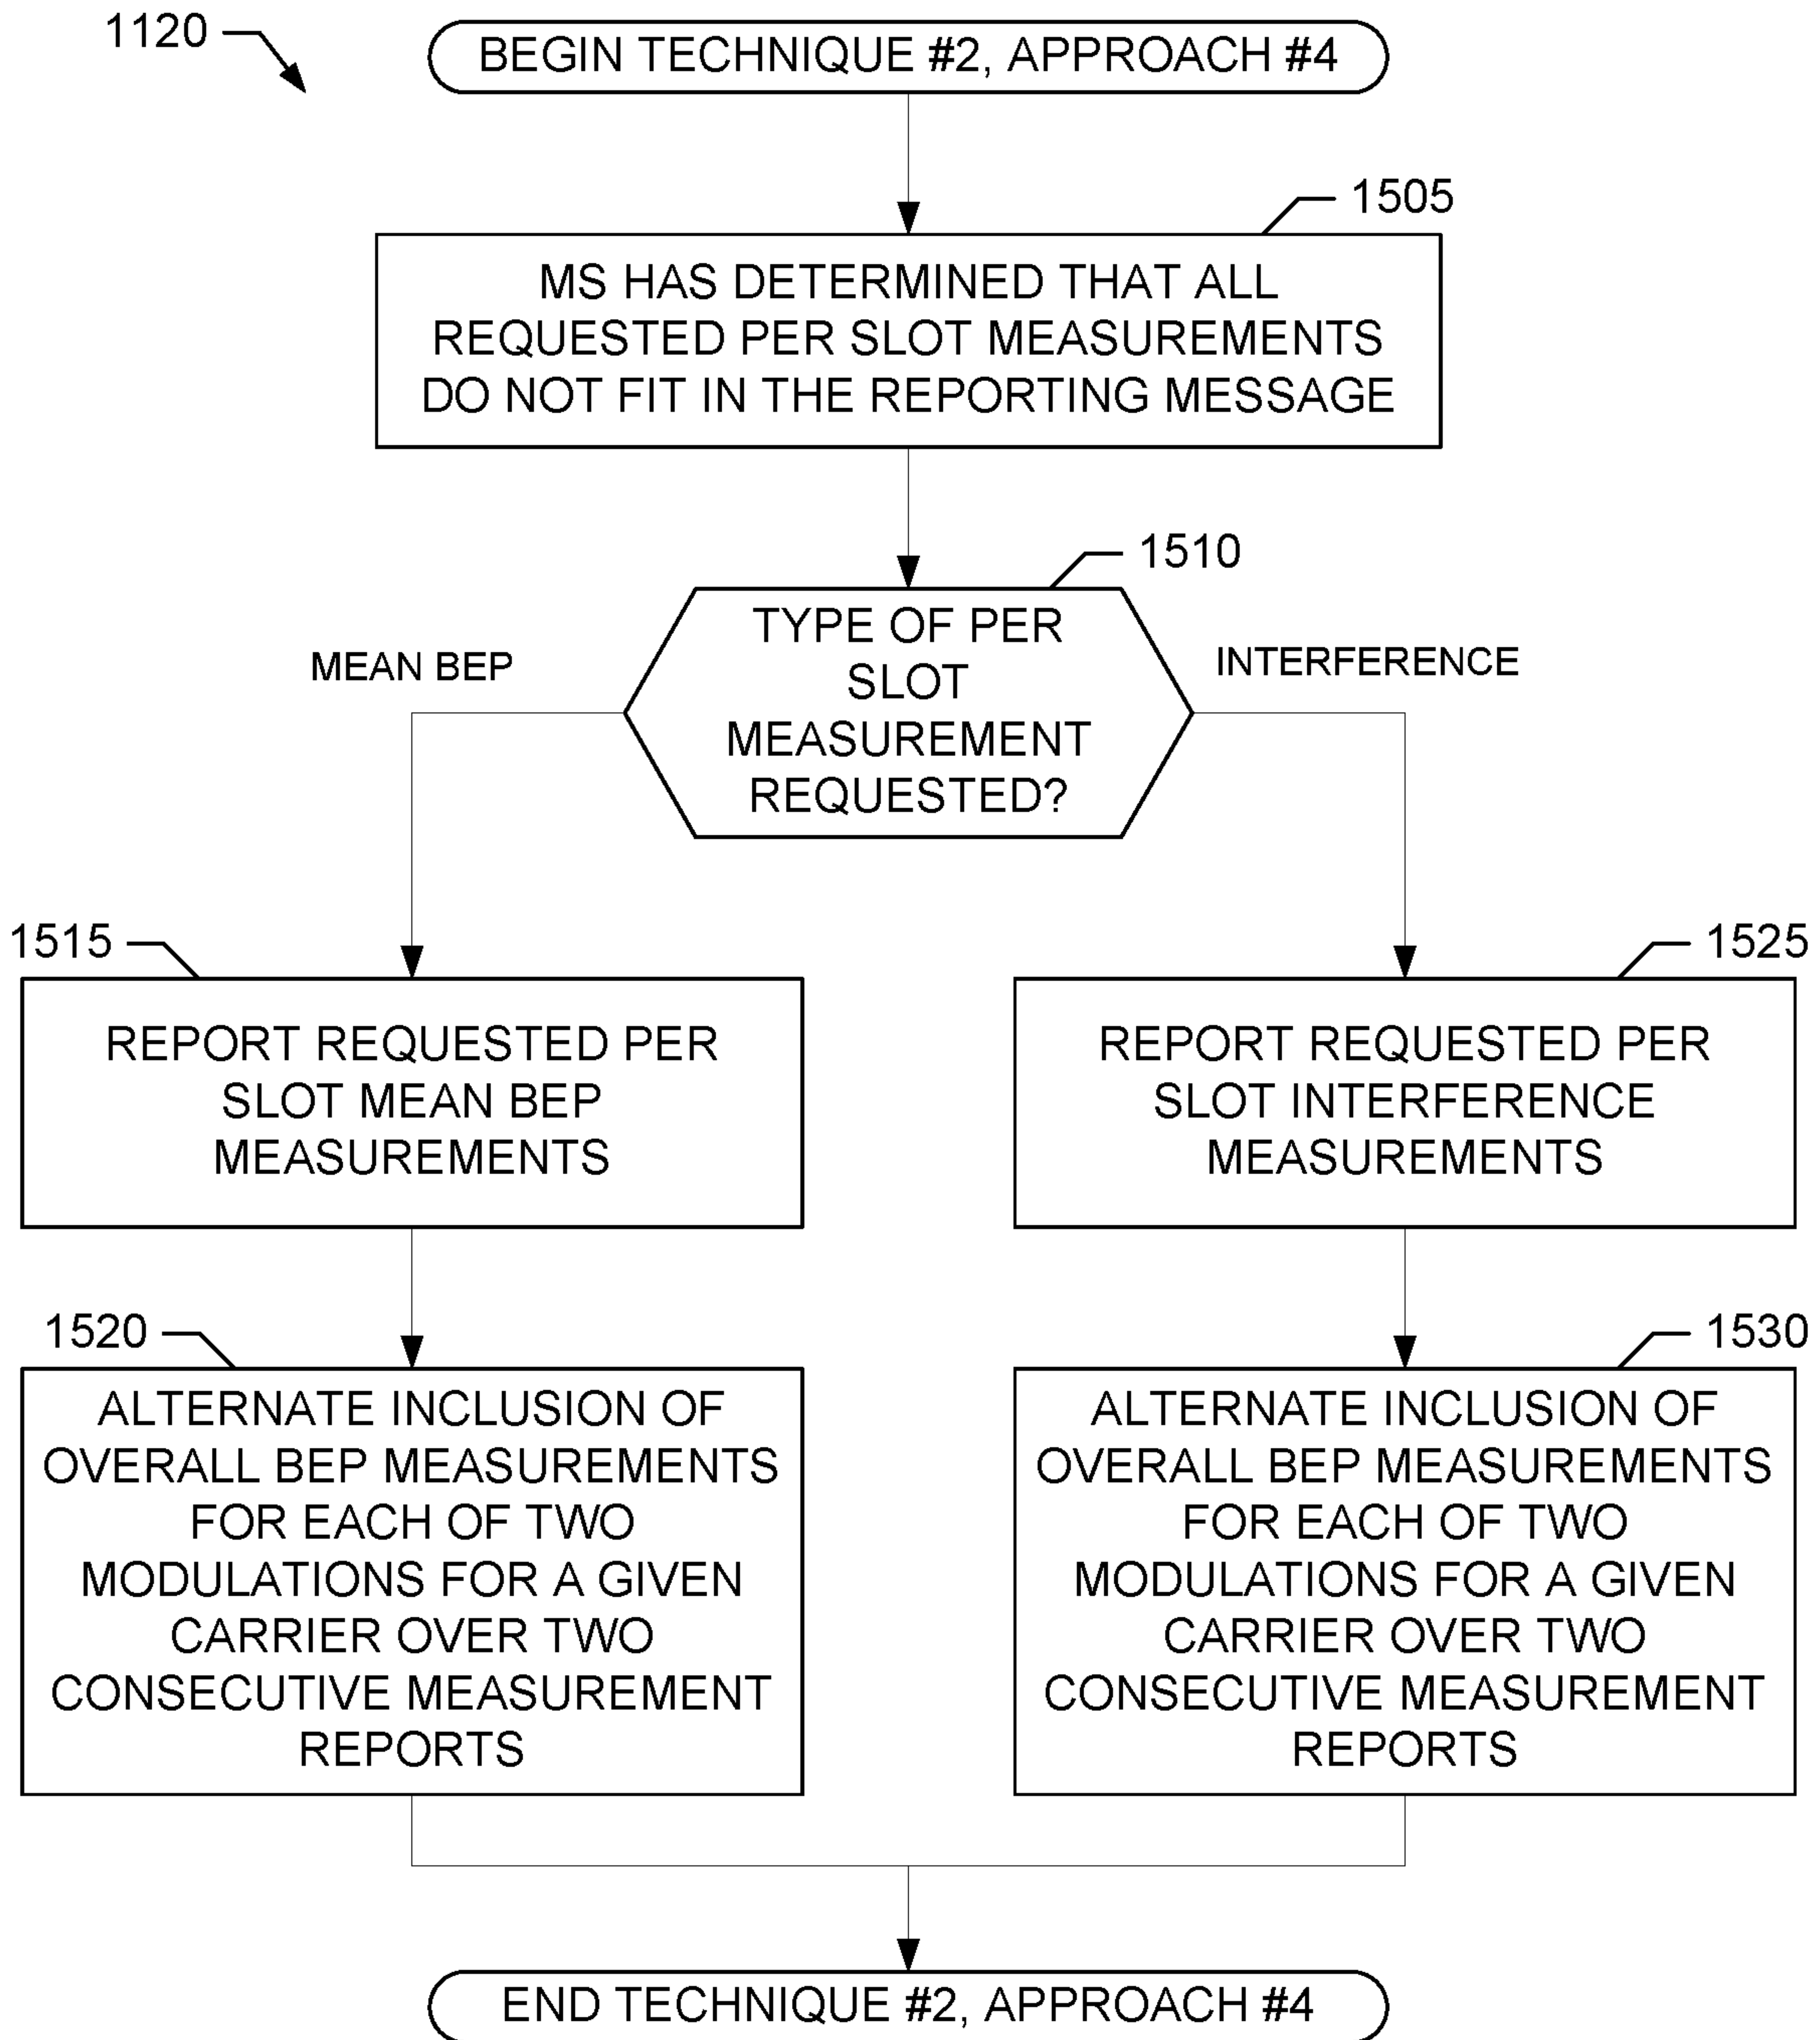 1120
BEGIN TECHNIQUE #2, APPROACH #4
1505
MS HAS DETERMINED THAT ALL
REQUESTED PER SLOT MEASUREMENTS
DO NOT FIT IN THE REPORTING MESSAGE
1510
TYPE OF PER
SLOT
MEASUREMENT
REQUESTED?
MEAN BEP
INTERFERENCE
1515
REPORT REQUESTED PER
SLOT MEAN BEP
MEASUREMENTS
1525
REPORT REQUESTED PER
SLOT INTERFERENCE
MEASUREMENTS
1520
ALTERNATE INCLUSION OF
OVERALL BEP MEASUREMENTS
FOR EACH OF TWO
MODULATIONS FOR A GIVEN
CARRIER OVER TWO
CONSECUTIVE MEASUREMENT
REPORTS
1530
ALTERNATE INCLUSION OF
OVERALL BEP MEASUREMENTS
FOR EACH OF TWO
MODULATIONS FOR A GIVEN
CARRIER OVER TWO
CONSECUTIVE MEASUREMENT
REPORTS
END TECHNIQUE #2, APPROACH #4